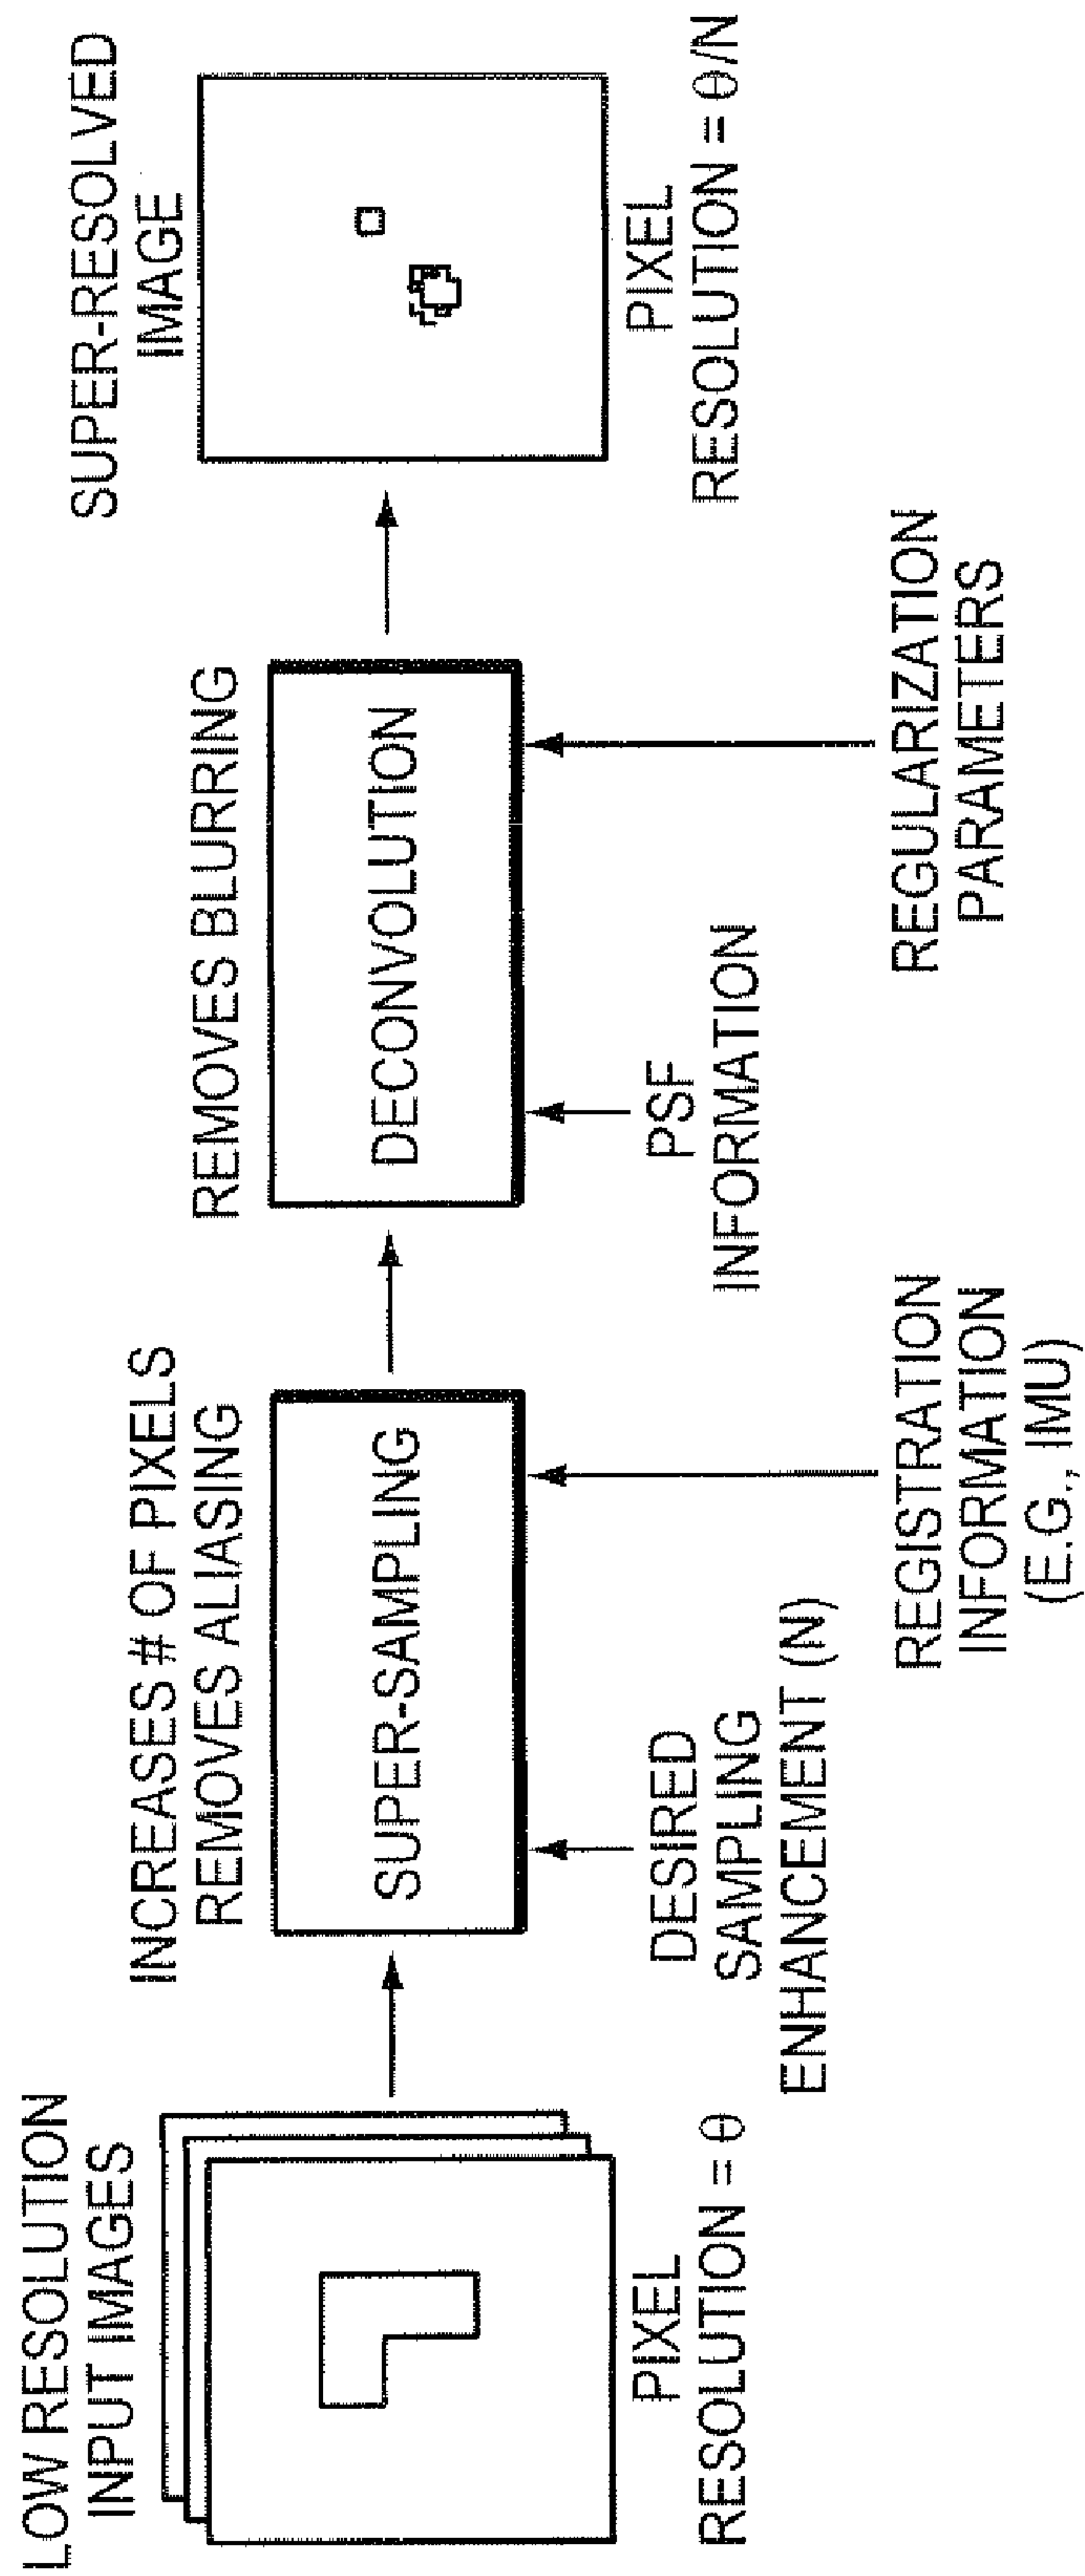 LOW RESOLUTION
INPUT IMAGES
PIXEL
RESOLUTION = θ
INCREASES # OF PIXELS
REMOVES ALIASING
SUPER-SAMPLING
DESIRED
SAMPLING
ENHANCEMENT (N)
REGISTRATION
INFORMATION
(E.G., IMU)
REMOVES BLURRING
DECONVOLUTION
PSF
INFORMATION
REGULARIZATION
PARAMETERS
SUPER-RESOLVED
IMAGE
PIXEL
RESOLUTION = θ/N